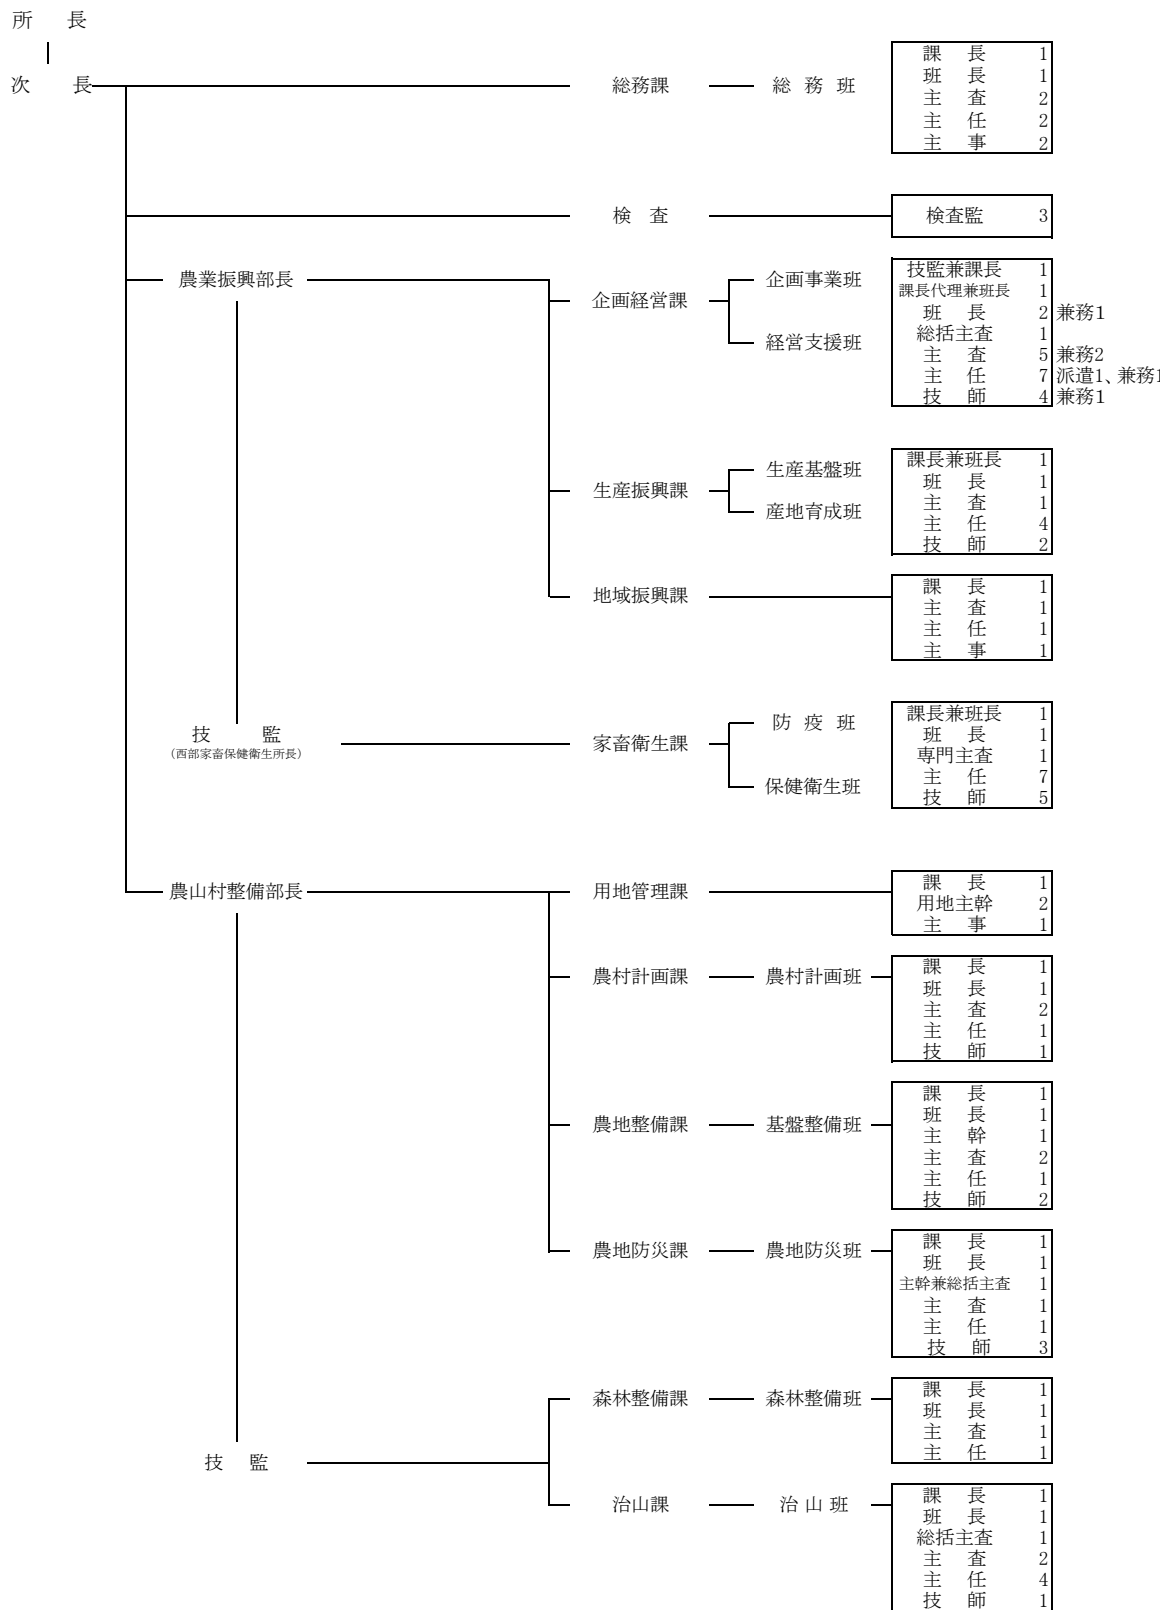 所　長
次　長
総務課　総務班
課　長　1
班　長　1
主　査　2
主　任　2
主　事　2
検　査
検査監　3
農業振興部長
企画経営課
企画事業班
経営支援班
技監兼課長　1
課長代理兼班長　1
班　長　2 兼務1
総括主査　1
主　査　5 兼務2
主　任　7 派遣1、兼務1
技　師　4 兼務1
生産振興課
生産基盤班
産地育成班
課長兼班長　1
班　長　1
主　査　1
主　任　4
技　師　2
地域振興課
課　長　1
主　査　1
主　任　1
主　事　1
技　監
（西部家畜保健衛生所長）
家畜衛生課
防疫班
保健衛生班
課長兼班長　1
班　長　1
専門主査　1
主　任　7
技　師　5
農山村整備部長
用地管理課
課　長　1
用地主幹　2
主　事　1
農村計画課　農村計画班
課　長　1
班　長　1
主　査　2
主　任　1
技　師　1
農地整備課　基盤整備班
課　長　1
班　長　1
主　幹　1
主　査　2
主　任　1
技　師　2
農地防災課　農地防災班
課　長　1
班　長　1
主幹兼総括主査　1
主　査　1
主　任　1
技　師　3
技　監
森林整備課　森林整備班
課　長　1
班　長　1
主　査　1
主　任　1
治山課　治山班
課　長　1
班　長　1
総括主査　1
主　査　2
主　任　4
技　師　1